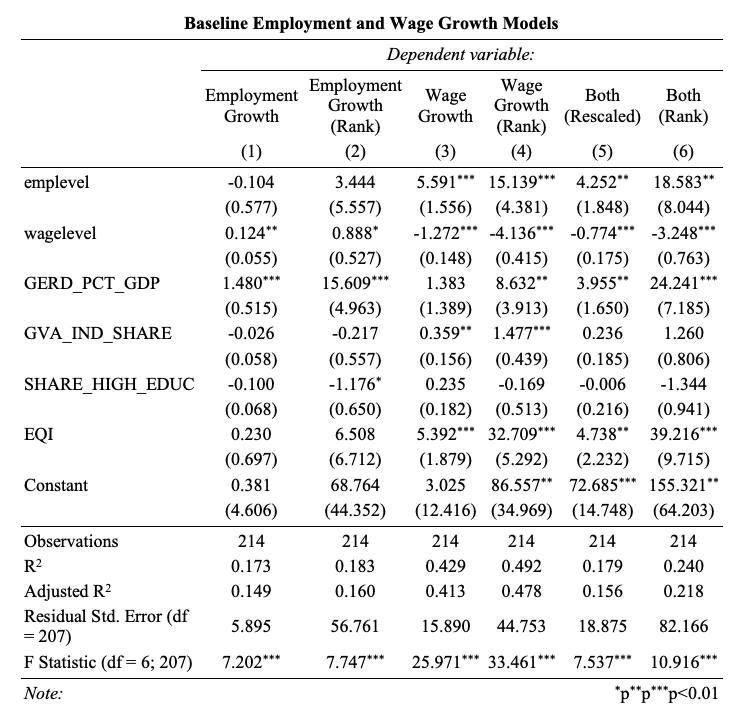 Baseline Employment and Wage Growth Models
Dependent variable:
Employment Growth Employment Growth (Rank) Wage Growth Wage Growth (Rank) Both (Rescaled) Both (Rank)
(1) (2) (3) (4) (5) (6)
emplevel -0.104 3.444 5.591*** 15.139*** 4.252** 18.583**
(0.577) (5.557) (1.556) (4.381) (1.848) (8.044)
wagelevel 0.124** 0.888* -1.272*** -4.136*** -0.774*** -3.248***
(0.055) (0.527) (0.148) (0.415) (0.175) (0.763)
GERD_PCT_GDP 1.480*** 15.609*** 1.383 8.632** 3.955** 24.241***
(0.515) (4.963) (1.389) (3.913) (1.650) (7.185)
GVA_IND_SHARE -0.026 -0.217 0.359** 1.477*** 0.236 1.260
(0.058) (0.557) (0.156) (0.439) (0.185) (0.806)
SHARE_HIGH_EDUC -0.100 -1.176* 0.235 -0.169 -0.006 -1.344
(0.068) (0.650) (0.182) (0.513) (0.216) (0.941)
EQI 0.230 6.508 5.392*** 32.709*** 4.738** 39.216***
(0.697) (6.712) (1.879) (5.292) (2.232) (9.715)
Constant 0.381 68.764 3.025 86.557** 72.685*** 155.321**
(4.606) (44.352) (12.416) (34.969) (14.748) (64.203)
Observations 214 214 214 214 214 214
R² 0.173 0.183 0.429 0.492 0.179 0.240
Adjusted R² 0.149 0.160 0.413 0.478 0.156 0.218
Residual Std. Error (df = 207) 5.895 56.761 15.890 44.753 18.875 82.166
F Statistic (df = 6; 207) 7.202*** 7.747*** 25.971*** 33.461*** 7.537*** 10.916***
Note: *p**p***p<0.01